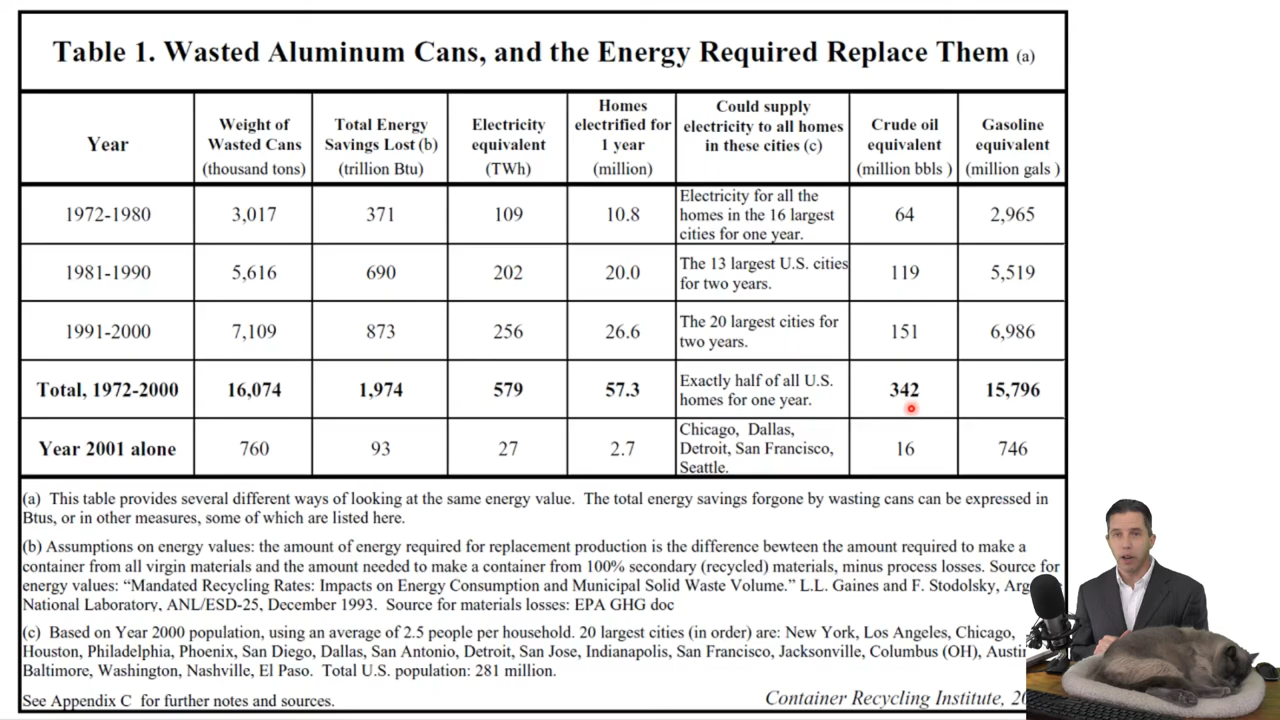 Table 1. Wasted Aluminum Cans, and the Energy Required Replace Them (a)
Year
Weight of
Wasted Cans
(thousand tons)
Total Energy
Savings Lost (b)
(trillion Btu)
Electricity
equivalent
(TWh)
Homes
electrified for
1 year
(million)
Could supply
electricity to all homes
in these cities (c)
Crude oil
equivalent
(million bbls )
Gasoline
equivalent
(million gals )
1972-1980
3,017
371
109
10.8
Electricity for all the
homes in the 16 largest
cities for one year.
64
2,965
1981-1990
5,616
690
202
20.0
The 13 largest U.S. cities
for two years.
119
5,519
1991-2000
7,109
873
256
26.6
The 20 largest cities for
two years.
151
6,986
Total, 1972-2000
16,074
1,974
579
57.3
Exactly half of all U.S.
homes for one year.
342
15,796
Year 2001 alone
760
93
27
2.7
Chicago, Dallas,
Detroit, San Francisco,
Seattle.
16
746
(a) This table provides several different ways of looking at the same energy value. The total energy savings forgone by wasting cans can be expressed in
Btus, or in other measures, some of which are listed here.
(b) Assumptions on energy values: the amount of energy required for replacement production is the difference bewteen the amount required to make a
container from all virgin materials and the amount needed to make a container from 100% secondary (recycled) materials, minus process losses. Source for
energy values: “Mandated Recycling Rates: Impacts on Energy Consumption and Municipal Solid Waste Volume.” L.L. Gaines and F. Stodolsky,
National Laboratory, ANL/ESD-25, December 1993. Source for materials losses: EPA GHG doc
(c) Based on Year 2000 population, using an average of 2.5 people per household. 20 largest cities (in order) are: New York, Los Angeles, Chicago,
Houston, Philadelphia, Phoenix, San Diego, Dallas, San Antonio, Detroit, San Jose, Indianapolis, San Francisco, Jacksonville, Columbus (OH),
Baltimore, Washington, Nashville, El Paso. Total U.S. population: 281 million.
See Appendix C for further notes and sources.
Container Recycling Institute,